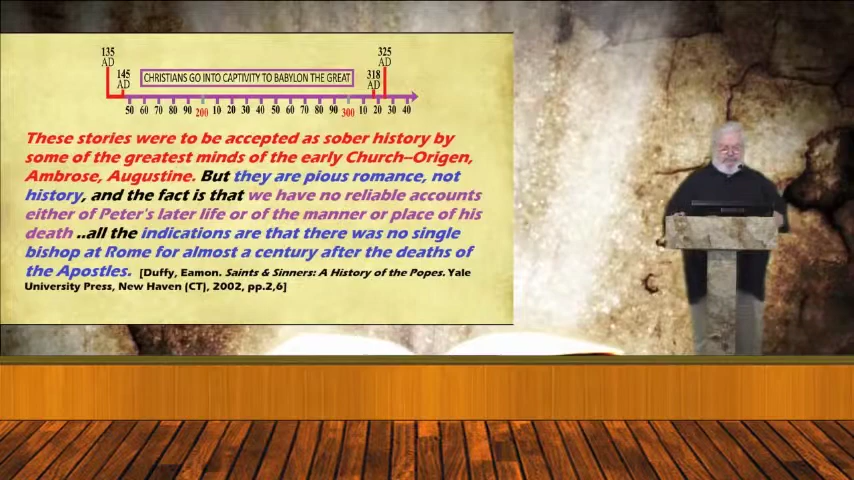 135
AD
145
AD
CHRISTIANS GO INTO CAPTIVITY TO BABYLON THE GREAT
318
AD
325
AD
50 60 70 80 90 200 10 20 30 40 50 60 70 80 90 300 10 20 30 40
These stories were to be accepted as sober history by
some of the greatest minds of the early Church--Origen,
Ambrose, Augustine. But they are pious romance, not
history, and the fact is that we have no reliable accounts
either of Peter's later life or of the manner or place of his
death ..all the indications are that there was no single
bishop at Rome for almost a century after the deaths of
the Apostles. [Duffy, Eamon. Saints & Sinners: A History of the Popes. Yale
University Press, New Haven (CT), 2002, pp.2,6]